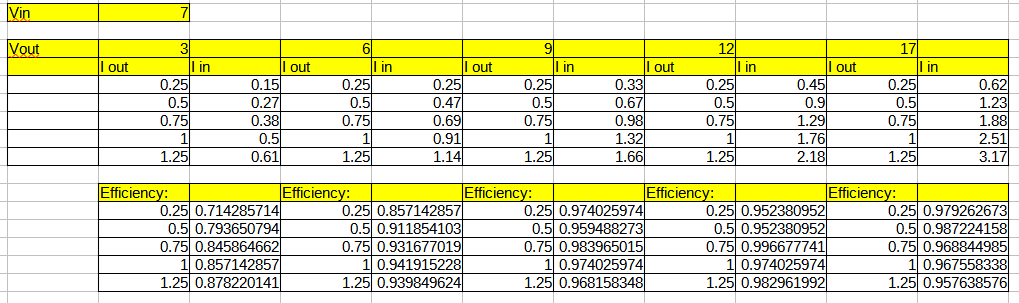 Vin 7
Vout 3 6 9 12 17
I out I in I out I in I out I in I out I in I out I in
0.25 0.15 0.25 0.25 0.25 0.33 0.25 0.45 0.25 0.62
0.5 0.27 0.5 0.47 0.5 0.67 0.5 0.9 0.5 1.23
0.75 0.38 0.75 0.69 0.75 0.98 0.75 1.29 0.75 1.88
1 0.5 1 0.91 1 1.32 1 1.76 1 2.51
1.25 0.61 1.25 1.14 1.25 1.66 1.25 2.18 1.25 3.17
Efficiency: Efficiency: Efficiency: Efficiency: Efficiency:
0.25 0.714285714 0.25 0.857142857 0.25 0.974025974 0.25 0.952380952 0.25 0.979262673
0.5 0.793650794 0.5 0.911854103 0.5 0.959488273 0.5 0.952380952 0.5 0.987224158
0.75 0.845864662 0.75 0.931677019 0.75 0.983965015 0.75 0.996677741 0.75 0.968844985
1 0.857142857 1 0.941915228 1 0.974025974 1 0.974025974 1 0.967558338
1.25 0.878220141 1.25 0.939849624 1.25 0.968158348 1.25 0.982961992 1.25 0.957638576